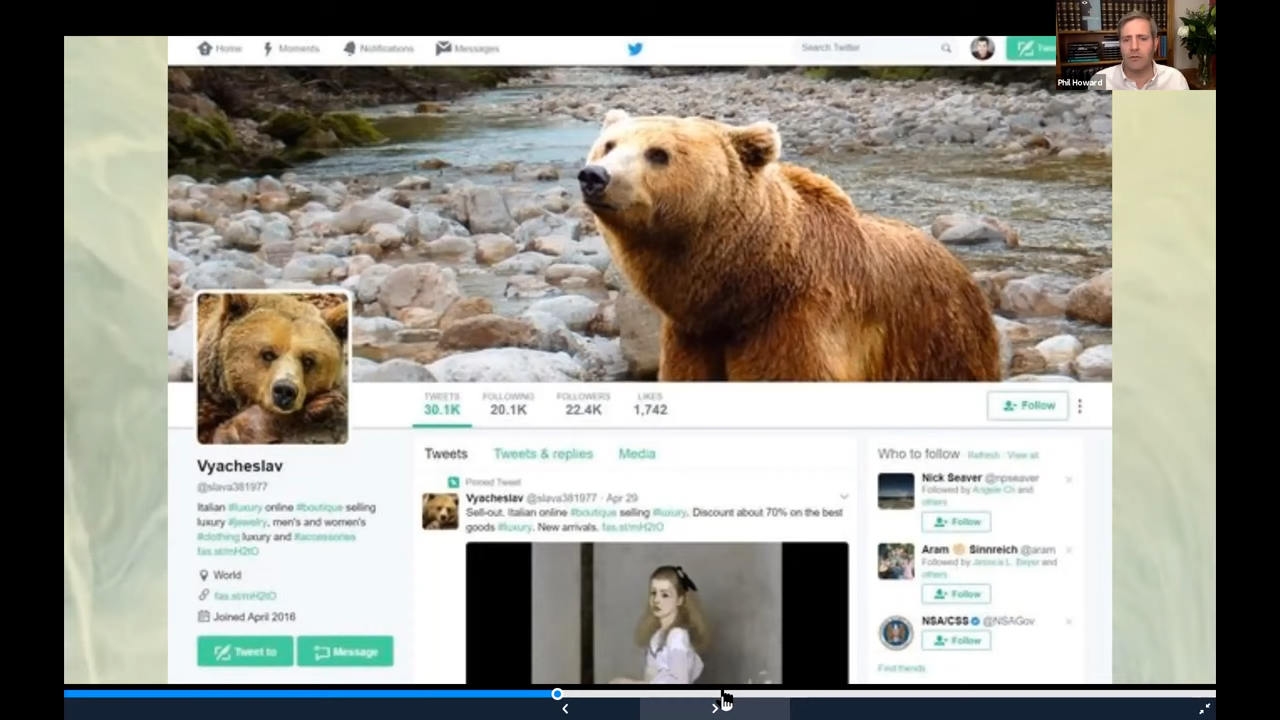 Home
Moments
Notifications
Messages
Search Twitter
Phil Howard
TWEETS
30.1K
FOLLOWING
20.1K
FOLLOWERS
22.4K
LIKES
1,742
Follow
Vyacheslav
@slava381977
Italian #luxury online #boutique selling
luxury #jewelry, men's and women's
#clothing luxury and #accessories
fas.st/mH2tO
World
fas.st/mH2tO
Joined April 2016
Tweet to
Message
Tweets
Tweets & replies
Media
Pinned Tweet
Vyacheslav @slava381977 · Apr 29
Sell-out. Italian online #boutique selling #luxury. Discount about 70% on the best
goods #luxury. New arrivals. fas.st/mH2tO
Who to follow
Refresh · View all
Nick Seaver @npseaver
Followed by Angele Ch and
others
Follow
Aram Sinnreich @aram
Followed by Jessica L. Beyer and
others
Follow
NSA/CSS @NSAGov
Follow
Find friends